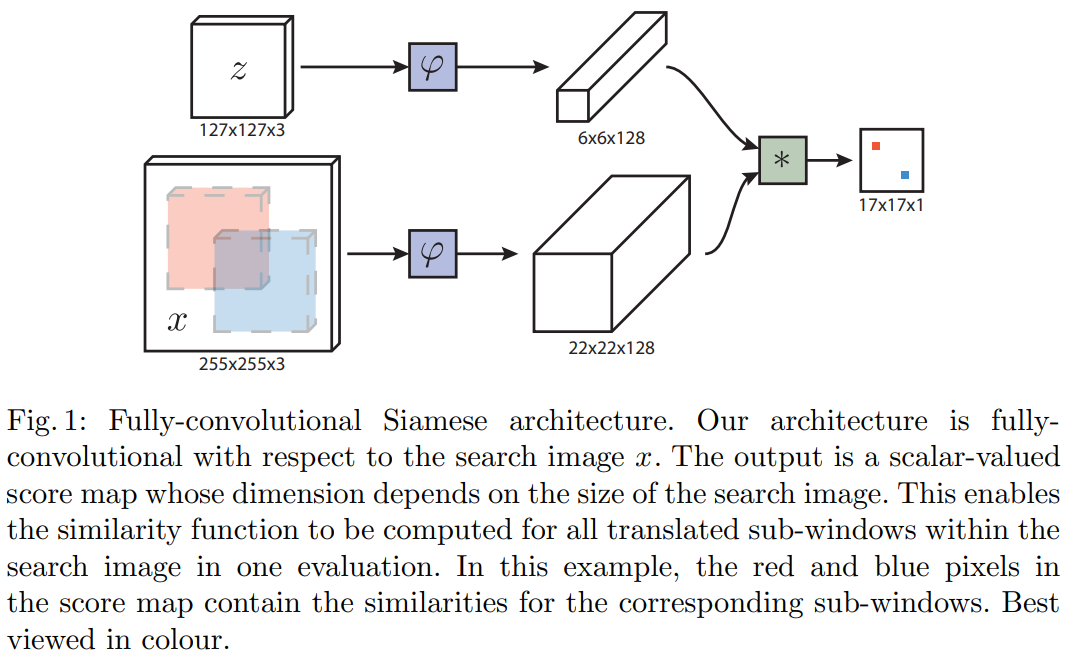 z
φ
127x127x3
6x6x128
*
17x17x1
x
φ
255x255x3
22x22x128
Fig. 1: Fully-convolutional Siamese architecture. Our architecture is fully-
convolutional with respect to the search image x. The output is a scalar-valued
score map whose dimension depends on the size of the search image. This enables
the similarity function to be computed for all translated sub-windows within the
search image in one evaluation. In this example, the red and blue pixels in
the score map contain the similarities for the corresponding sub-windows. Best
viewed in colour.